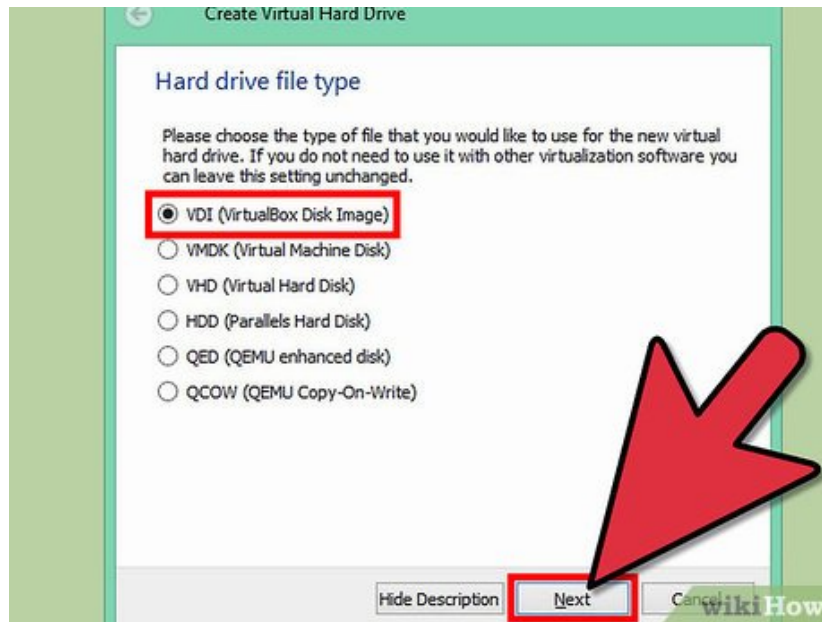 Create Virtual Hard Drive
Hard drive file type
Please choose the type of file that you would like to use for the new virtual
hard drive. If you do not need to use it with other virtualization software you
can leave this setting unchanged.
VDI (VirtualBox Disk Image)
VMDK (Virtual Machine Disk)
VHD (Virtual Hard Disk)
HDD (Parallels Hard Disk)
QED (QEMU enhanced disk)
QCOW (QEMU Copy-On-Write)
Hide Description Next Cancel
wikiHow